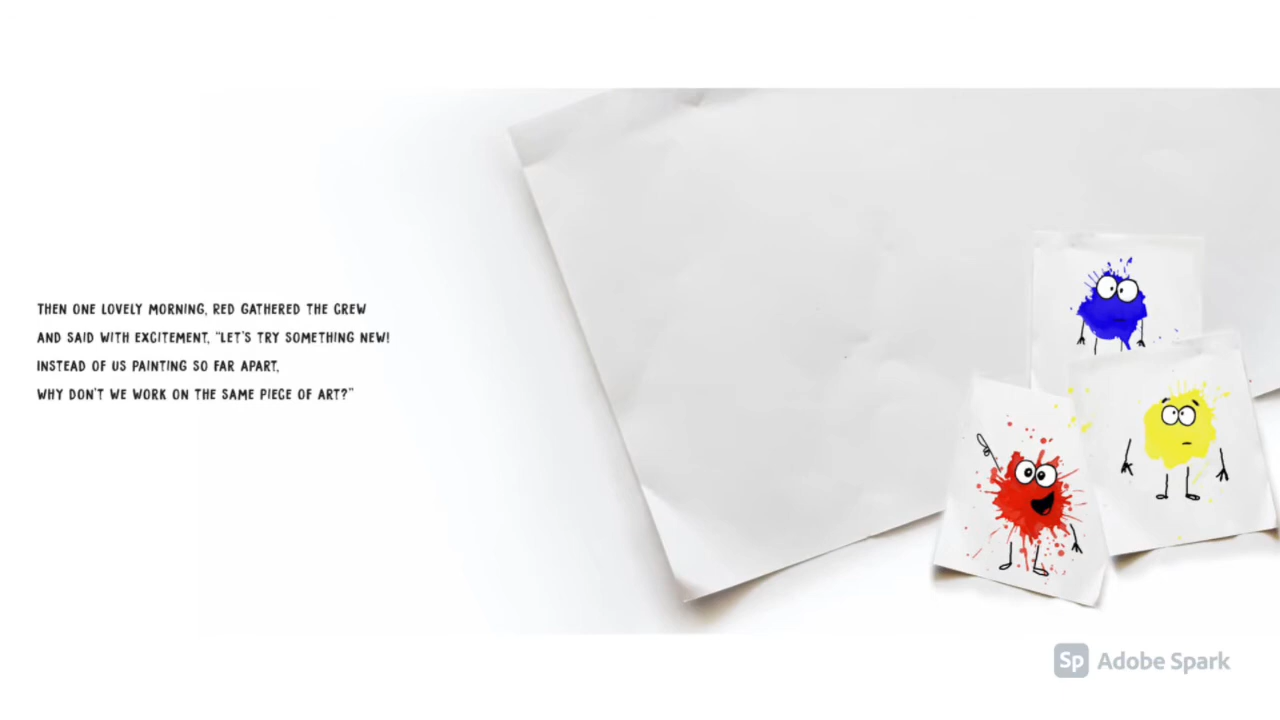 THEN ONE LOVELY MORNING, RED GATHERED THE CREW
AND SAID WITH EXCITEMENT, "LET'S TRY SOMETHING NEW!
INSTEAD OF US PAINTING SO FAR APART,
WHY DON'T WE WORK ON THE SAME PIECE OF ART?"
Sp Adobe Spark